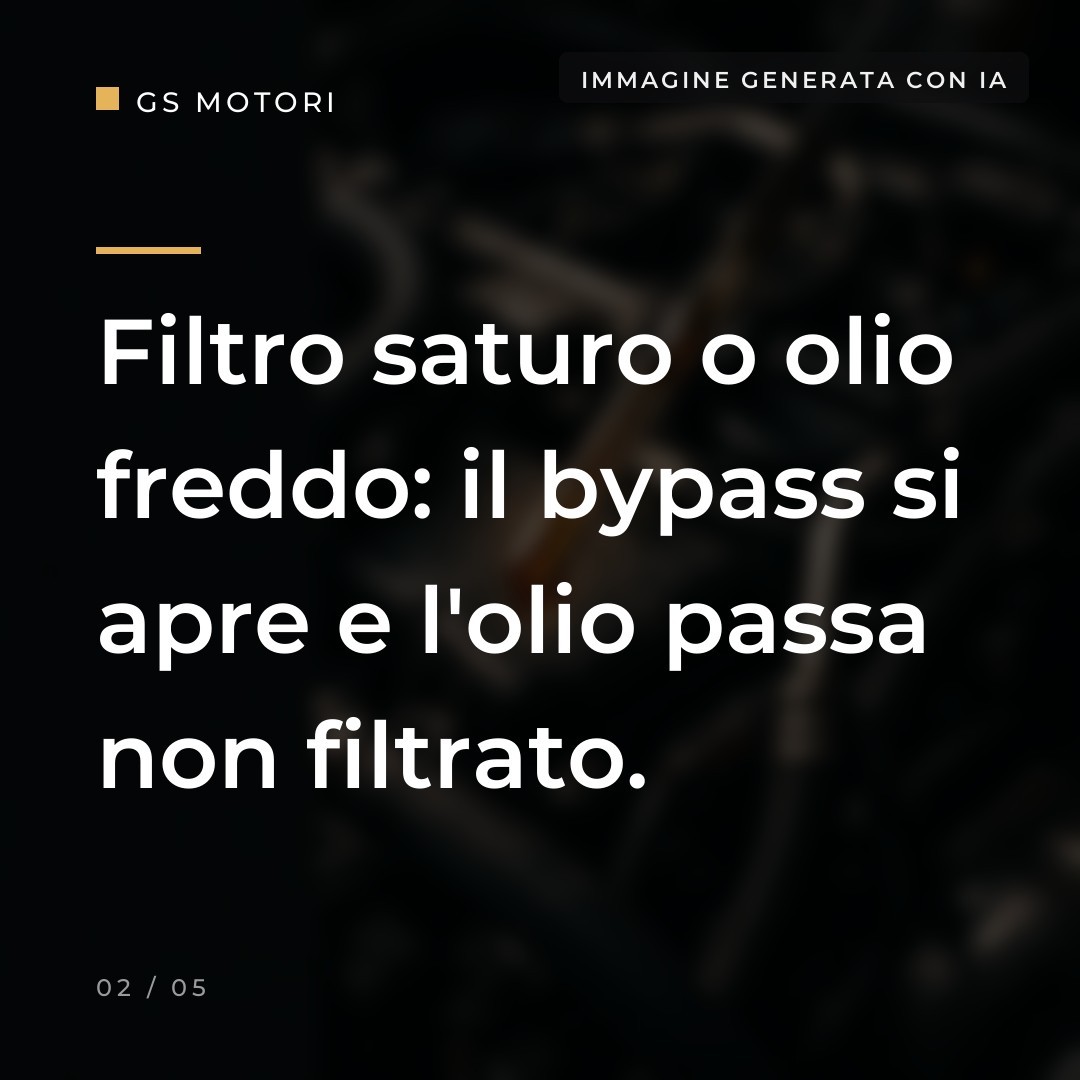 GS MOTORI
IMMAGINE GENERATA CON IA
Filtro saturo o olio
freddo: il bypass si
apre e l'olio passa
non filtrato.
02 / 05